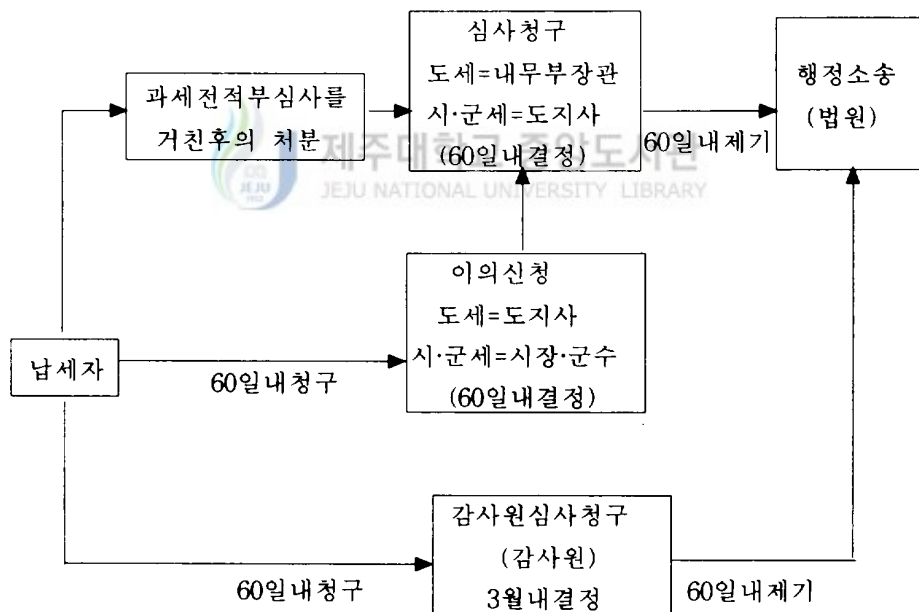 심사청구
도세=내무부장관
시·군세=도지사
(60일내결정)
과세전적부심사를
거친후의 처분
행정소송
(법원)
60일내제기
제주대학교 중앙도서관
JEJU NATIONAL UNIVERSITY LIBRARY
JEJU
1952
이의신청
도세=도지사
시·군세=시장·군수
(60일내결정)
납세자
60일내청구
감사원심사청구
(감사원)
3월내결정
60일내청구
60일내제기